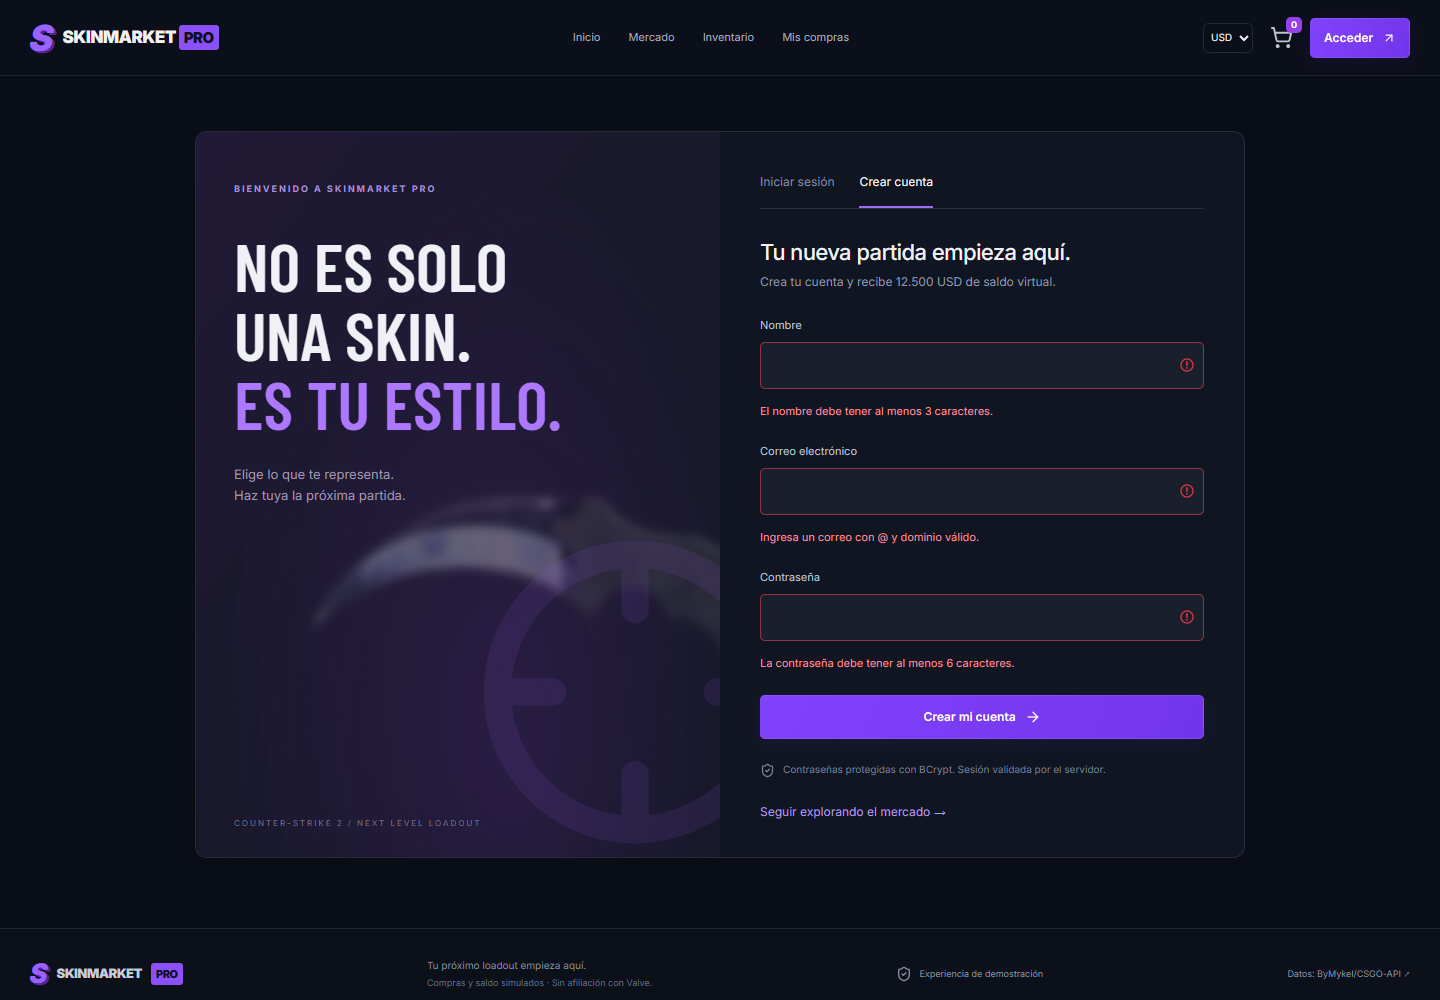 SKINMARKET PRO
Inicio
Mercado
Inventario
Mis compras
USD
0
Acceder
BIENVENIDO A SKINMARKET PRO
NO ES SOLO
UNA SKIN.
ES TU ESTILO.
Elige lo que te representa.
Haz tuya la próxima partida.
COUNTER-STRIKE 2 / NEXT LEVEL LOADOUT
Iniciar sesión
Crear cuenta
Tu nueva partida empieza aquí.
Crea tu cuenta y recibe 12.500 USD de saldo virtual.
Nombre
El nombre debe tener al menos 3 caracteres.
Correo electrónico
Ingresa un correo con @ y dominio válido.
Contraseña
La contraseña debe tener al menos 6 caracteres.
Crear mi cuenta →
Contraseñas protegidas con BCrypt. Sesión validada por el servidor.
Seguir explorando el mercado →
SKINMARKET PRO
Tu próximo loadout empieza aquí.
Compras y saldo simulados · Sin afiliación con Valve.
Experiencia de demostración
Datos: ByMykel/CSGO-API ↗